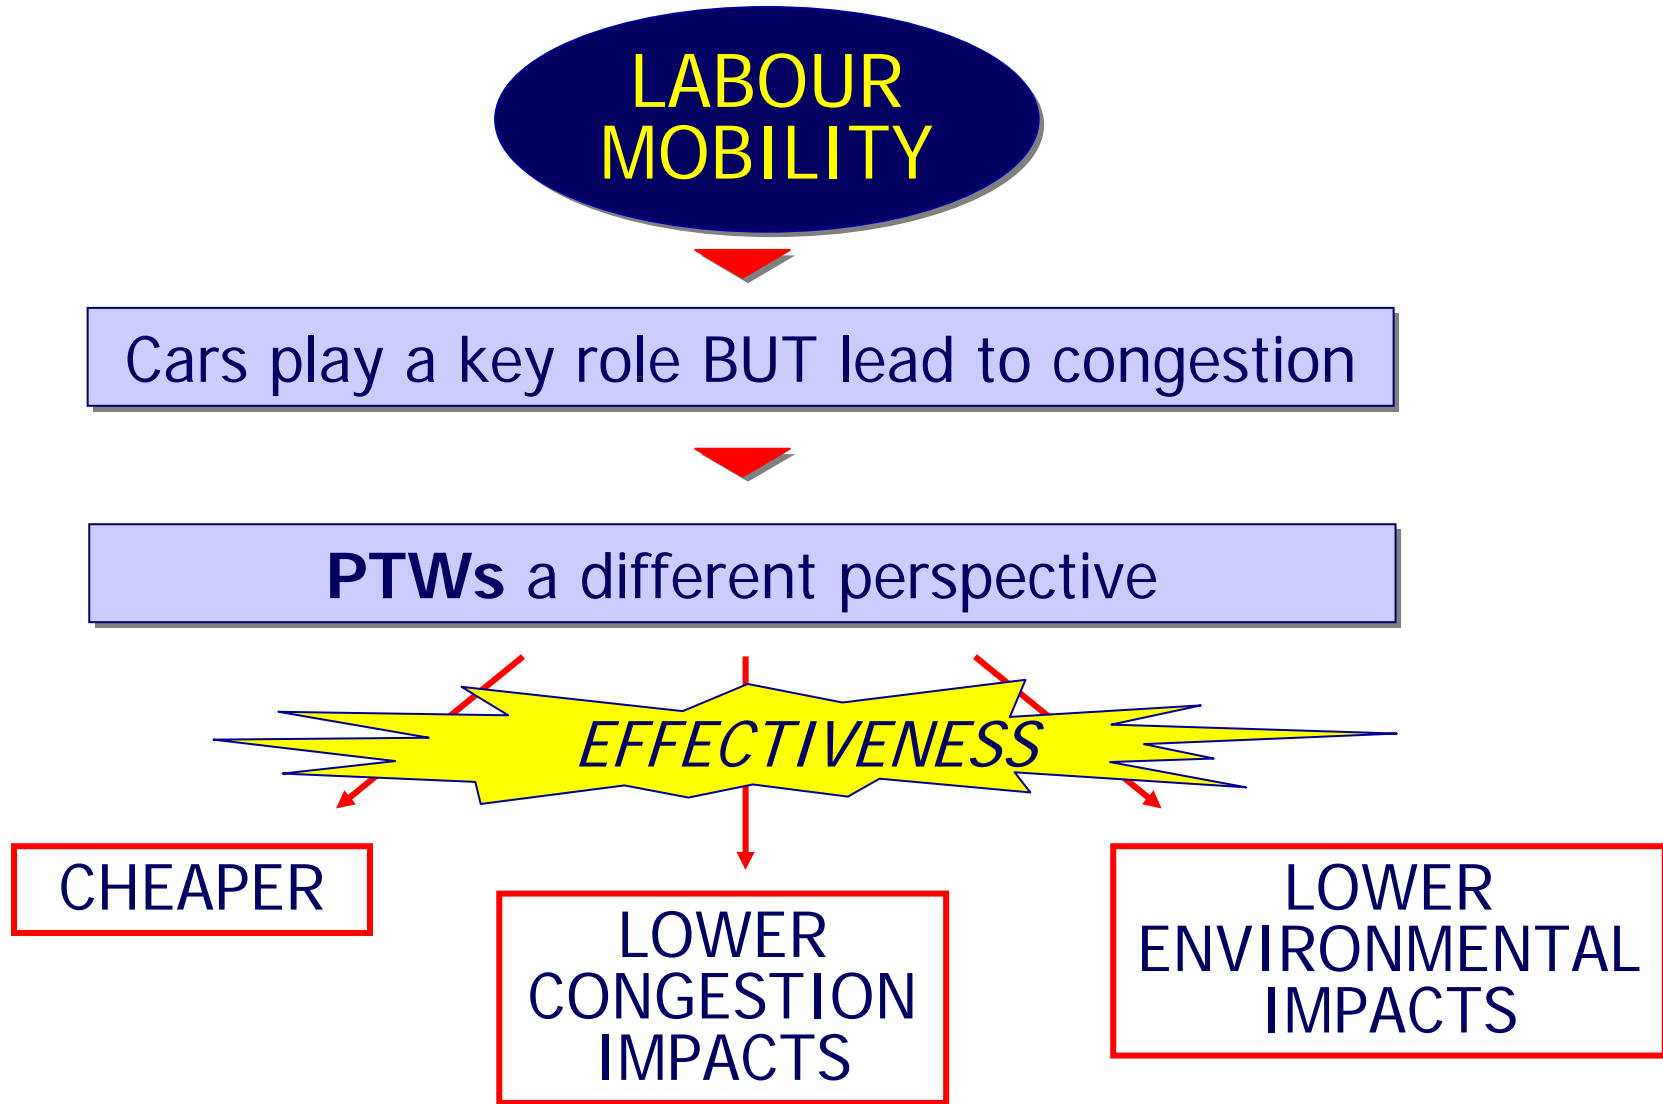 LABOUR
MOBILITY
Cars play a key role BUT lead to congestion
PTWs a different perspective
EFFECTIVENESS
CHEAPER
LOWER
CONGESTION
IMPACTS
LOWER
ENVIRONMENTAL
IMPACTS